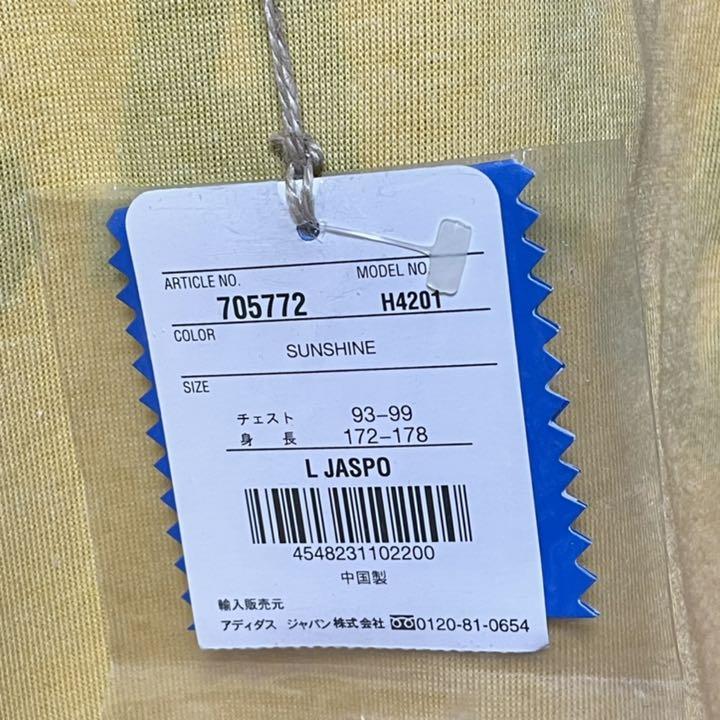 ARTICLE NO. MODEL NO.
705772 H4201
COLOR
SUNSHINE
SIZE
チェスト 93-99
身長 172-178
L JASPO
4548231102200
中国製
輸入販売元
アディダス ジャパン株式会社 0120-81-0654